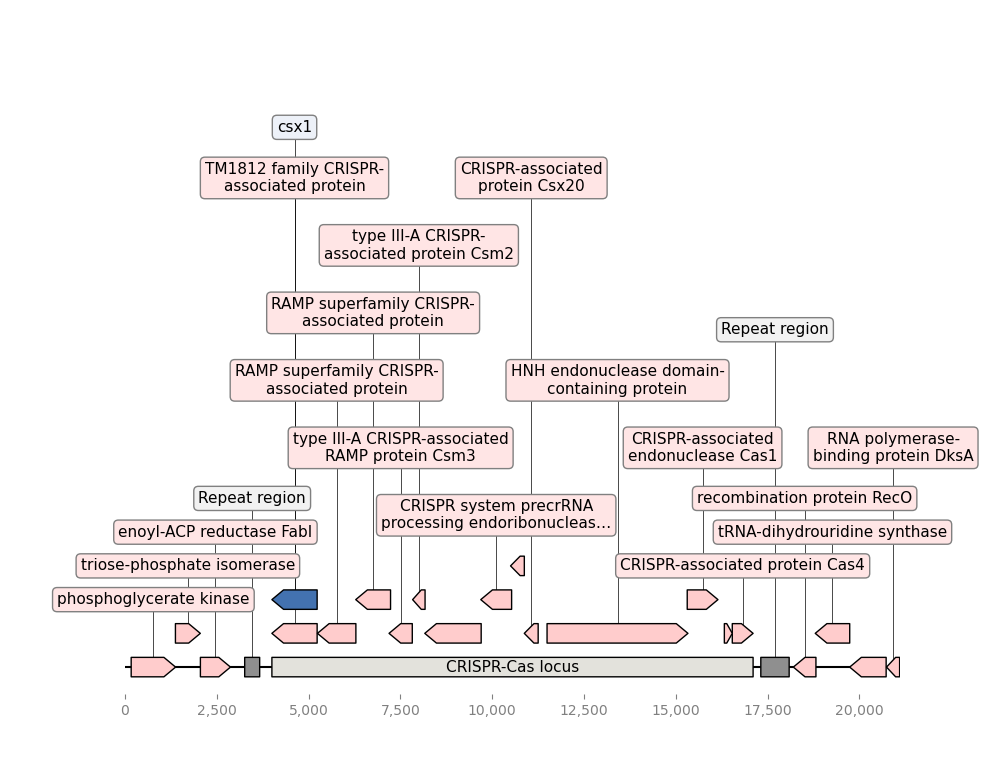 csx1
TM1812 family CRISPR-
associated protein
CRISPR-associated
protein Csx20
type III-A CRISPR-
associated protein Csm2
RAMP superfamily CRISPR-
associated protein
Repeat region
RAMP superfamily CRISPR-
associated protein
HNH endonuclease domain-
containing protein
type III-A CRISPR-associated
RAMP protein Csm3
CRISPR-associated
endonuclease Cas1
RNA polymerase-
binding protein DksA
Repeat region
CRISPR system precrRNA
processing endoribonucleas…
recombination protein RecO
enoyl-ACP reductase FabI
tRNA-dihydrouridine synthase
triose-phosphate isomerase
CRISPR-associated protein Cas4
phosphoglycerate kinase
CRISPR-Cas locus
0
2,500
5,000
7,500
10,000
12,500
15,000
17,500
20,000